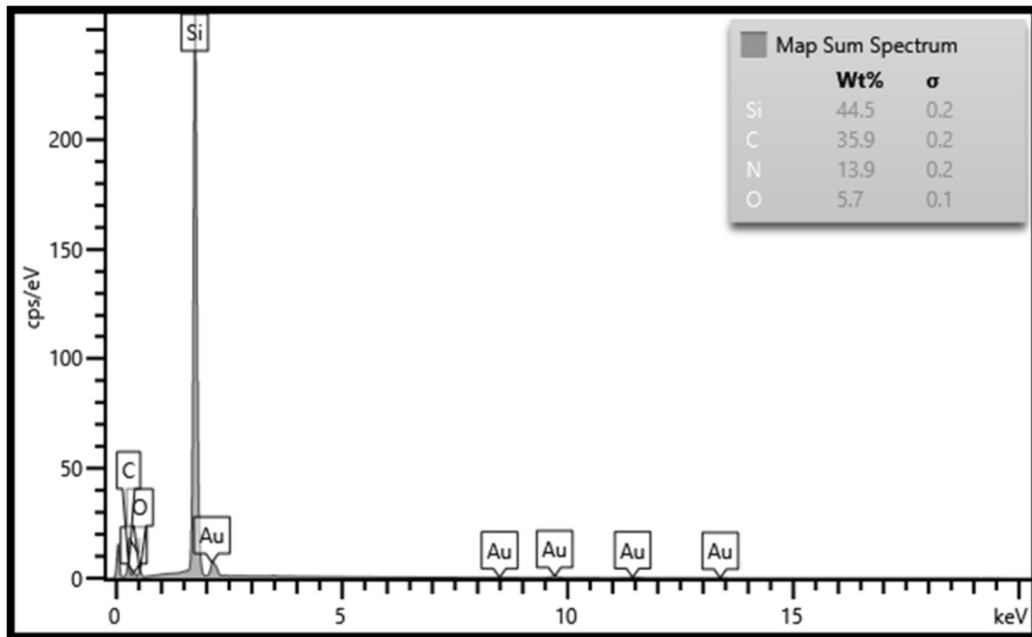 Map Sum Spectrum
Wt% σ
Si 44.5 0.2
C 35.9 0.2
N 13.9 0.2
O 5.7 0.1
Si
200
150
cps/eV
100
50
C
O
Au
Au
Au
Au
Au
0
0 5 10 15 keV